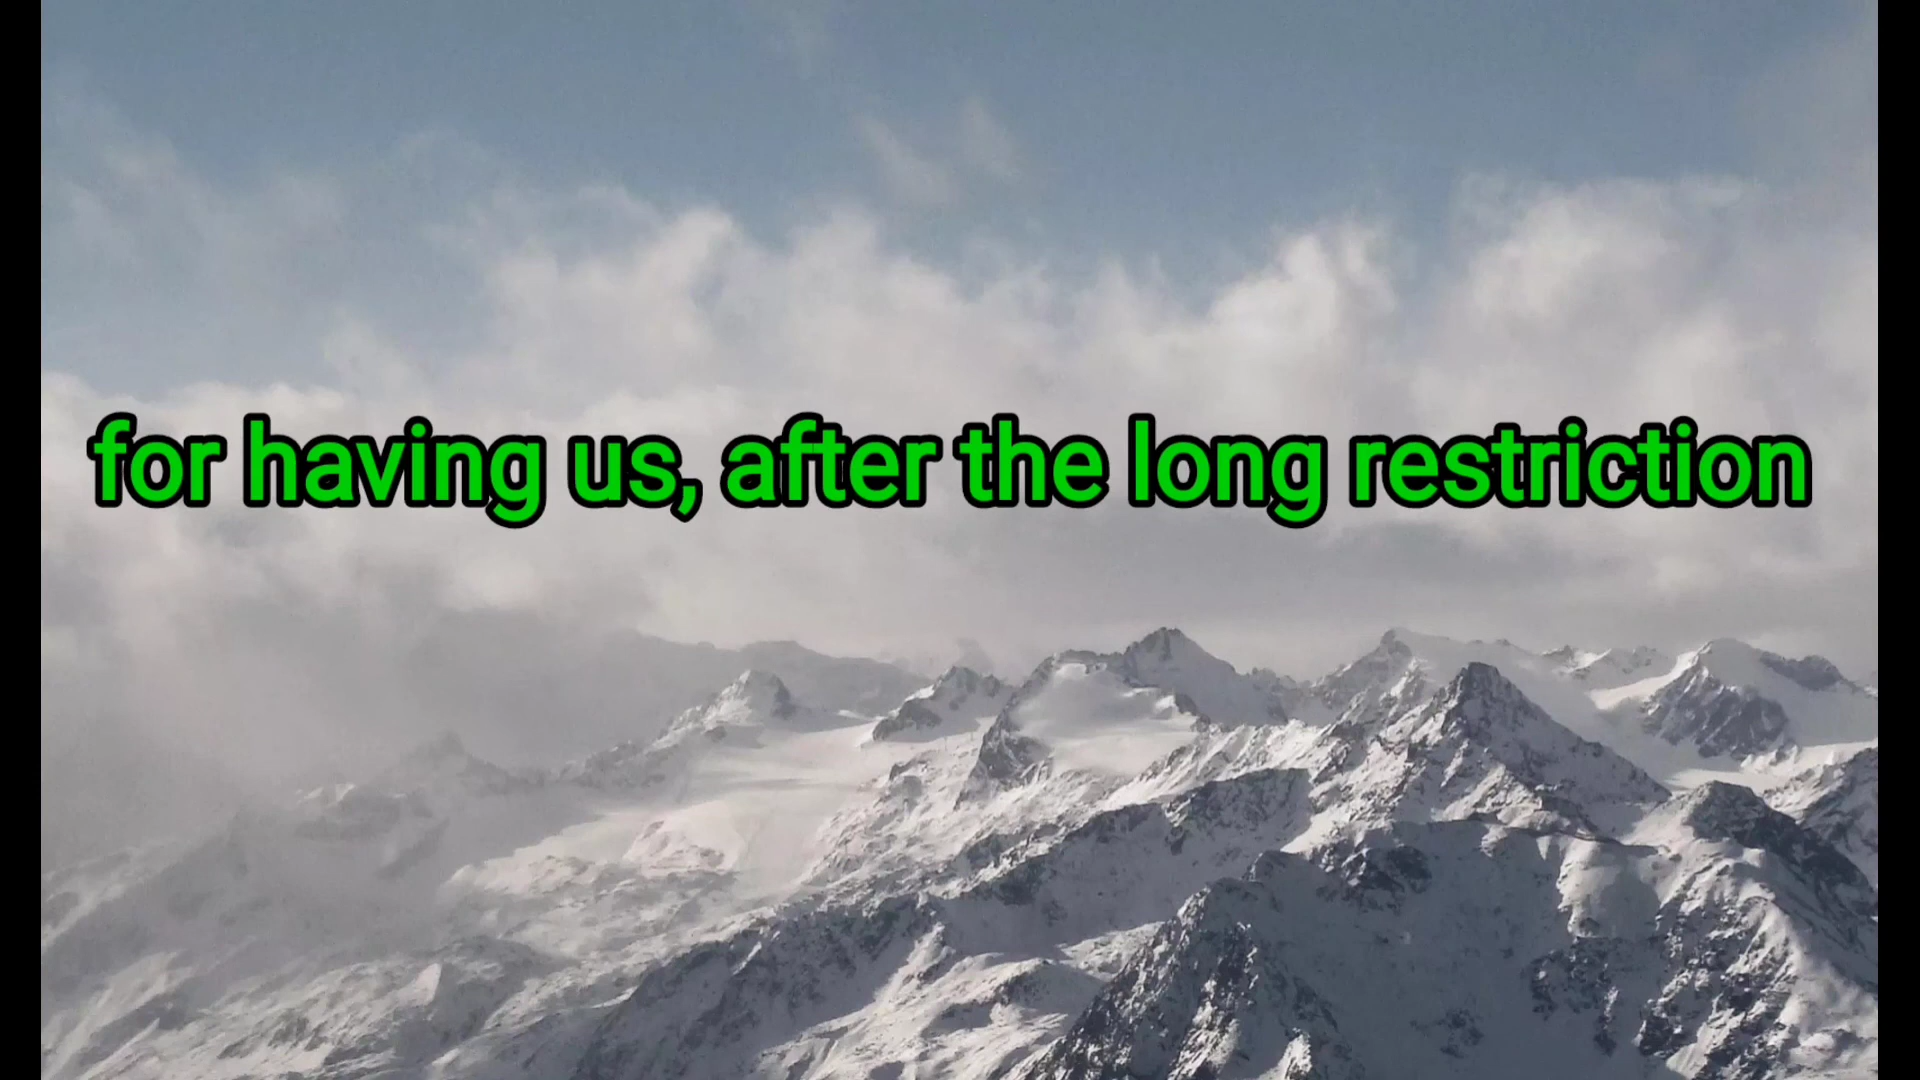 for having us, after the long restriction